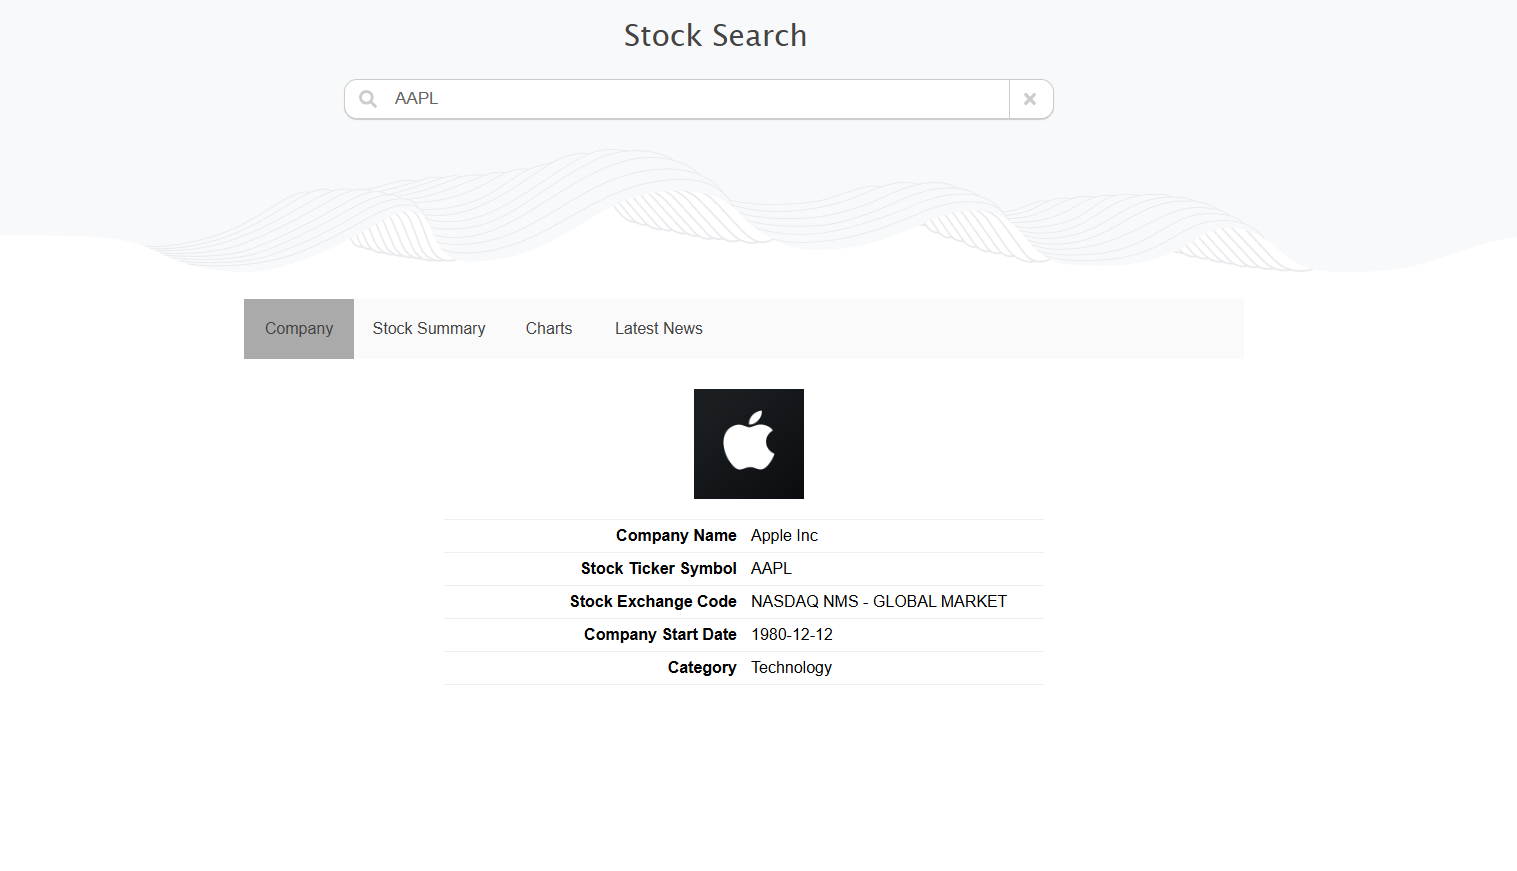 Stock Search
AAPL
Company Stock Summary Charts Latest News
Company Name Apple Inc
Stock Ticker Symbol AAPL
Stock Exchange Code NASDAQ NMS - GLOBAL MARKET
Company Start Date 1980-12-12
Category Technology